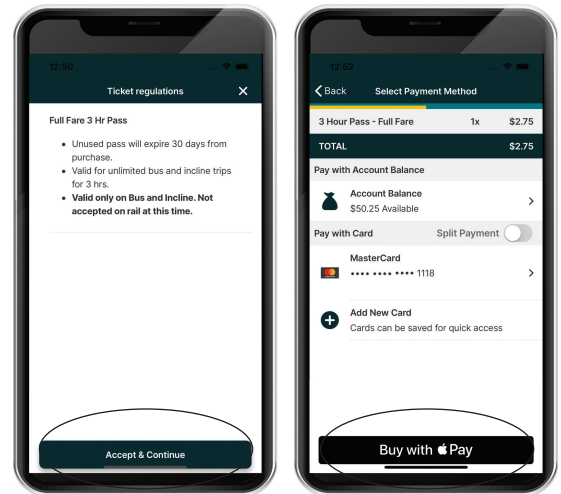 12:50
Ticket regulations ×
Full Fare 3 Hr Pass
• Unused pass will expire 30 days from
purchase.
• Valid for unlimited bus and incline trips
for 3 hrs.
• Valid only on Bus and Incline. Not
accepted on rail at this time.
Accept & Continue
12:52
Back Select Payment Method
3 Hour Pass - Full Fare 1x $2.75
TOTAL $2.75
Pay with Account Balance
Account Balance
$50.25 Available
Pay with Card Split Payment
MasterCard
•••• •••• •••• 1118
Add New Card
Cards can be saved for quick access
Buy with Pay